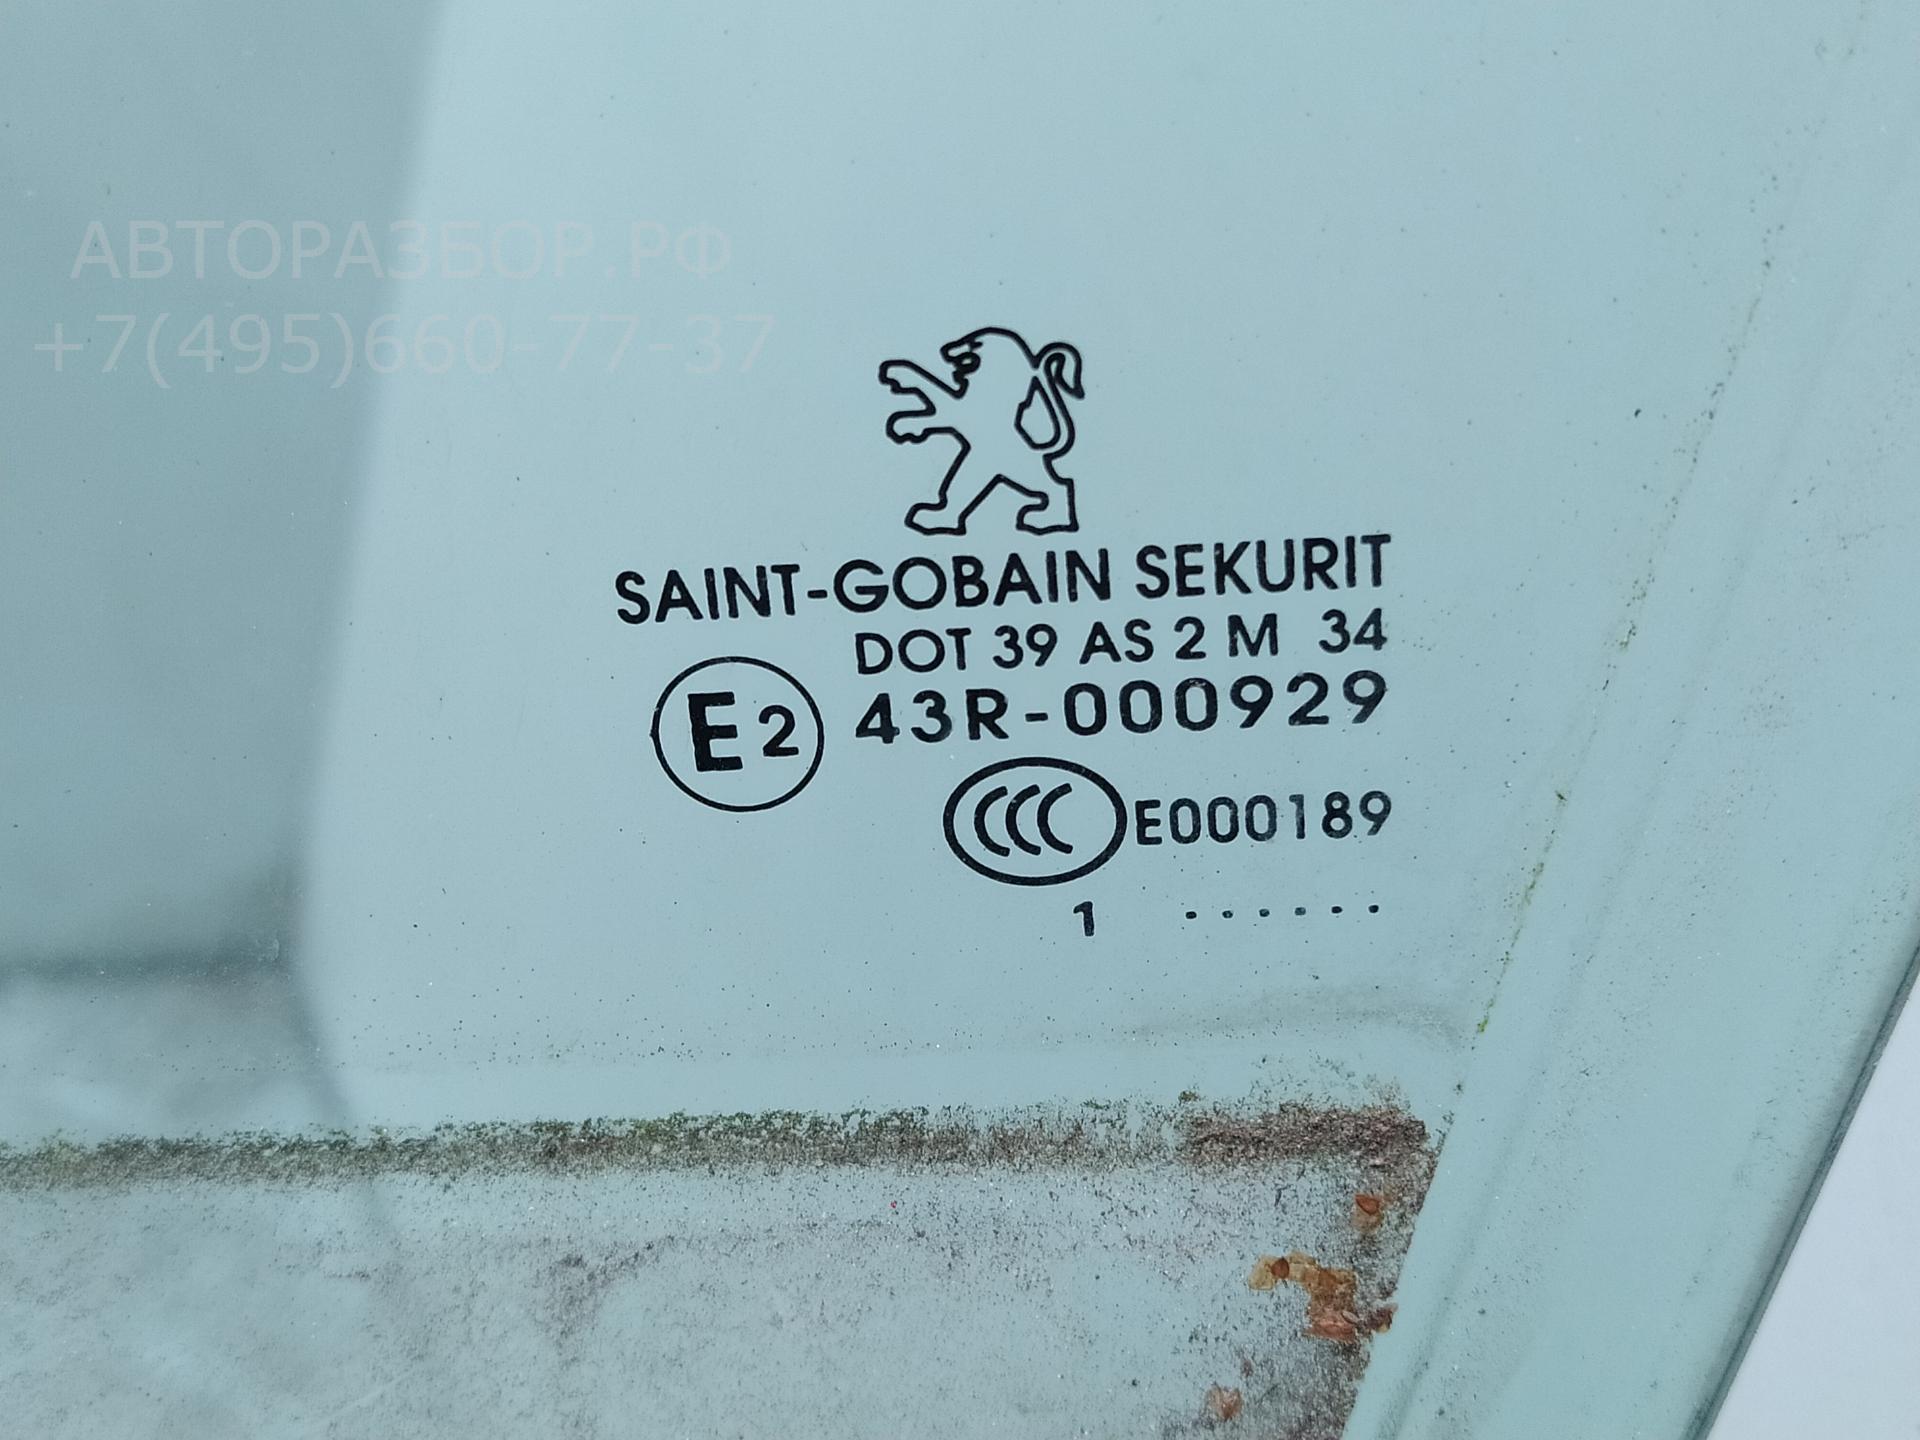 АВТОРАЗБОР.РФ
+7(495)660-77-37
SAINT-GOBAIN SEKURIT
DOT 39 AS 2 M 34
E2 43R-000929
CCC E000189
1 ......